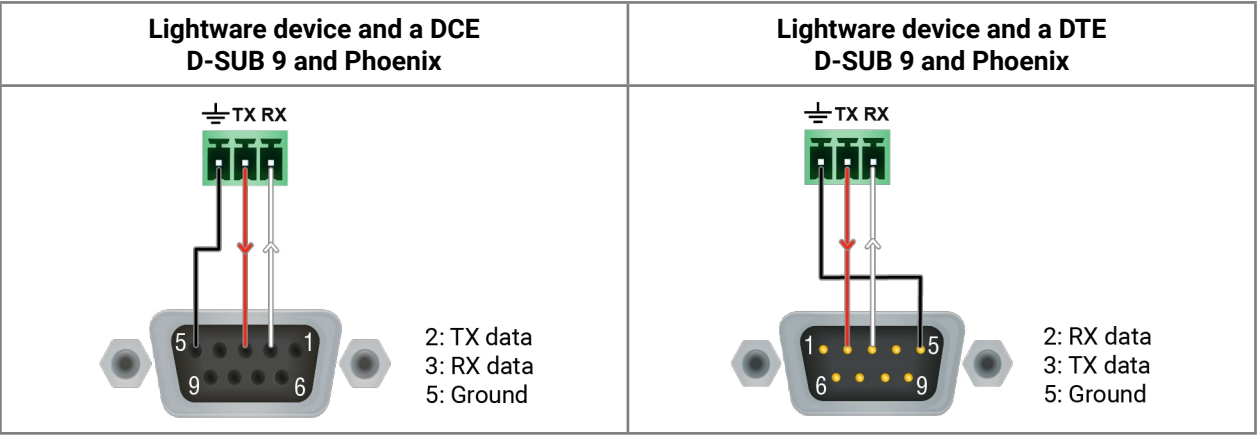 Lightware device and a DCE
D-SUB 9 and Phoenix
Lightware device and a DTE
D-SUB 9 and Phoenix
TX RX
5 1
9 6
2: TX data
3: RX data
5: Ground
TX RX
1 5
6 9
2: RX data
3: TX data
5: Ground